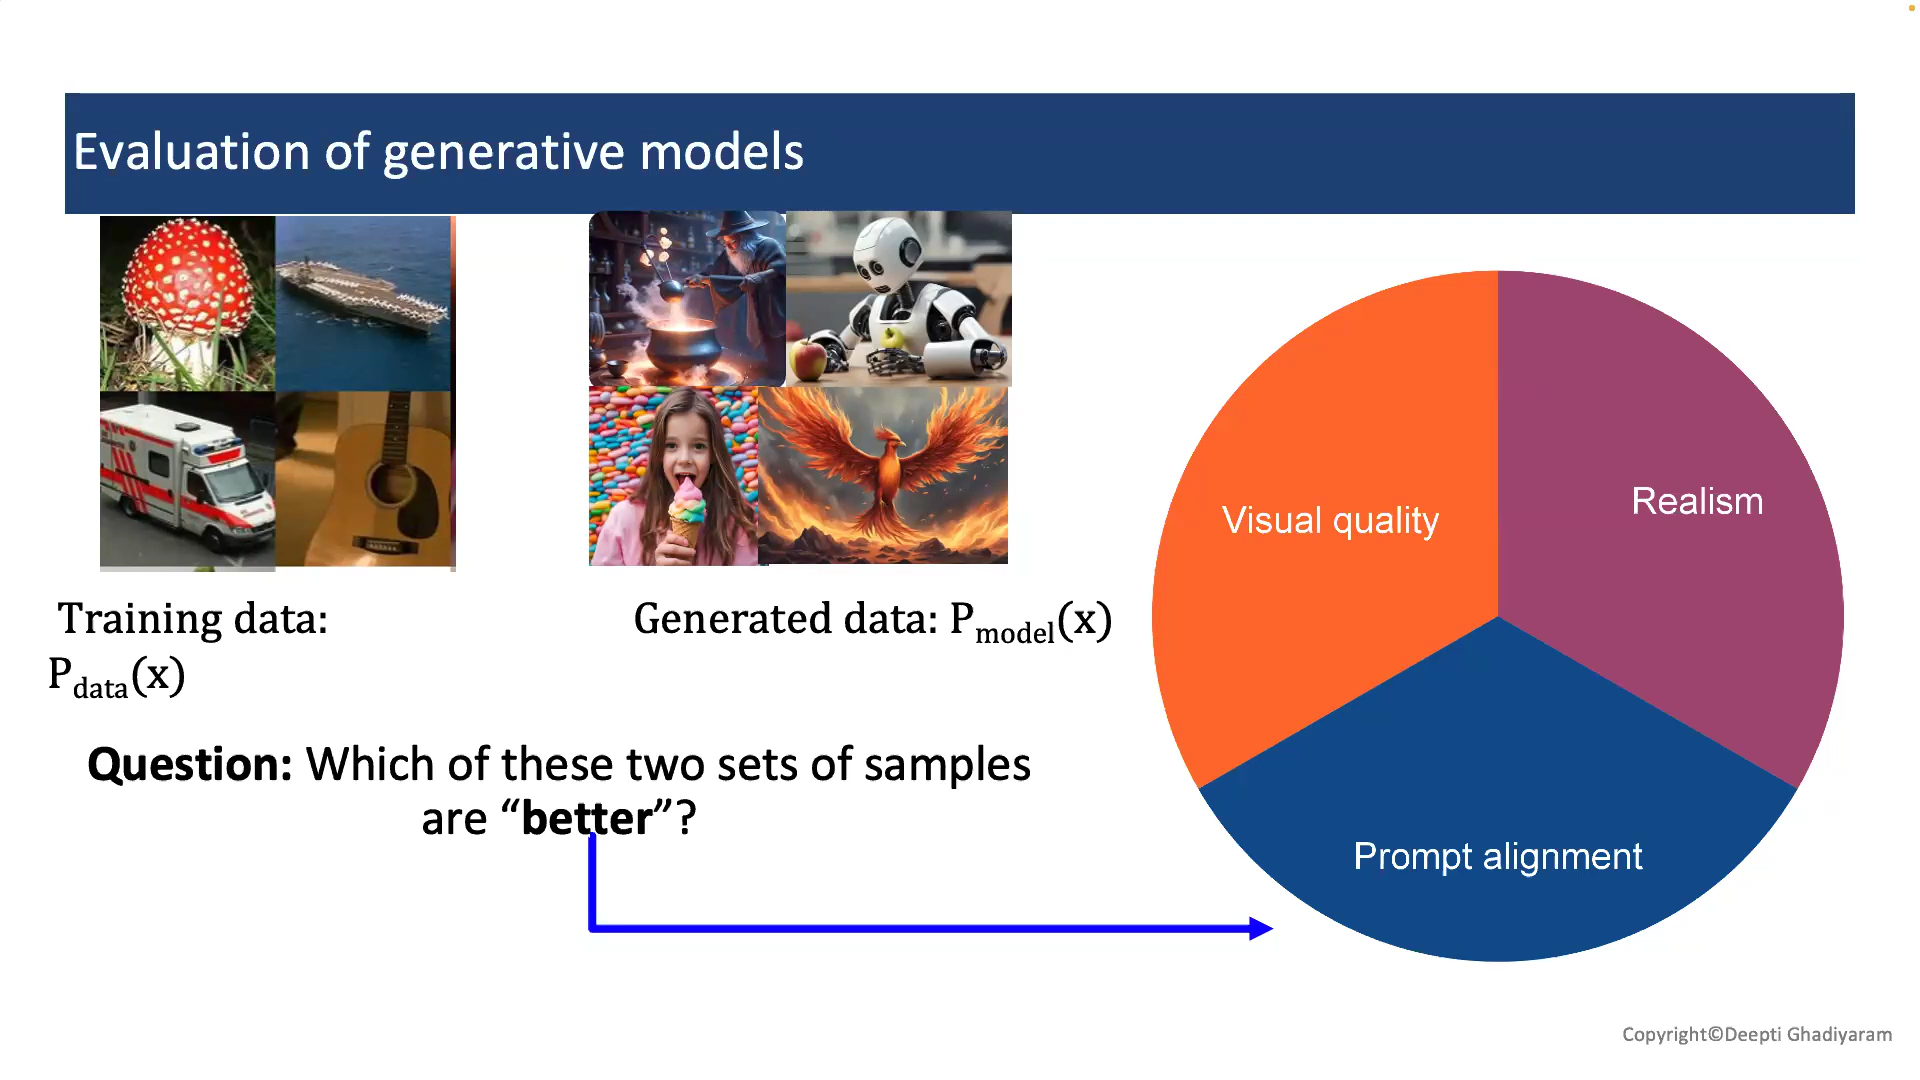 Evaluation of generative models
Training data:
P_data(x)
Generated data: P_model(x)
Question: Which of these two sets of samples
are “better”?
Visual quality
Realism
Prompt alignment
Copyright©Deepti Ghadiyaram